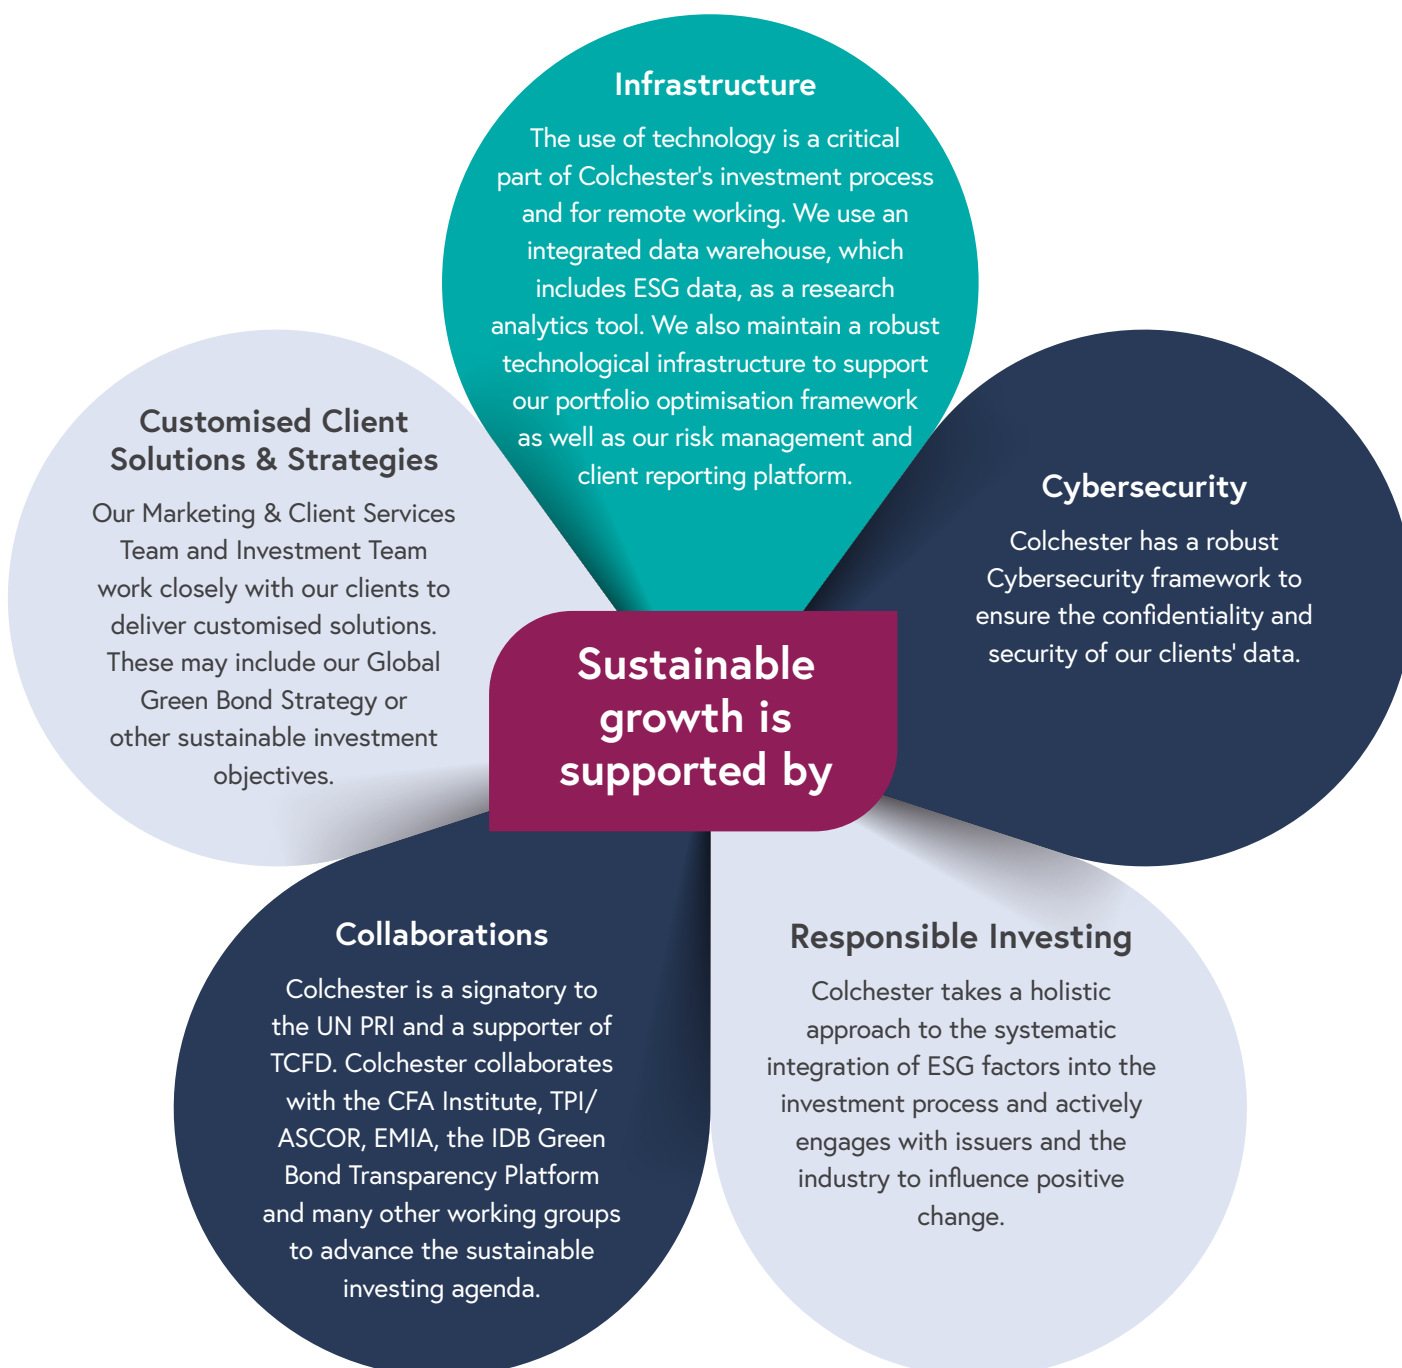 Infrastructure
The use of technology is a critical
part of Colchester's investment process
and for remote working. We use an
integrated data warehouse, which
includes ESG data, as a research
analytics tool. We also maintain a robust
technological infrastructure to support
our portfolio optimisation framework
as well as our risk management and
client reporting platform.
Customised Client
Solutions & Strategies
Our Marketing & Client Services
Team and Investment Team
work closely with our clients to
deliver customised solutions.
These may include our Global
Green Bond Strategy or
other sustainable investment
objectives.
Cybersecurity
Colchester has a robust
Cybersecurity framework to
ensure the confidentiality and
security of our clients' data.
Sustainable
growth is
supported by
Collaborations
Colchester is a signatory to
the UN PRI and a supporter of
TCFD. Colchester collaborates
with the CFA Institute, TPI/
ASCOR, EMIA, the IDB Green
Bond Transparency Platform
and many other working groups
to advance the sustainable
investing agenda.
Responsible Investing
Colchester takes a holistic
approach to the systematic
integration of ESG factors into the
investment process and actively
engages with issuers and the
industry to influence positive
change.